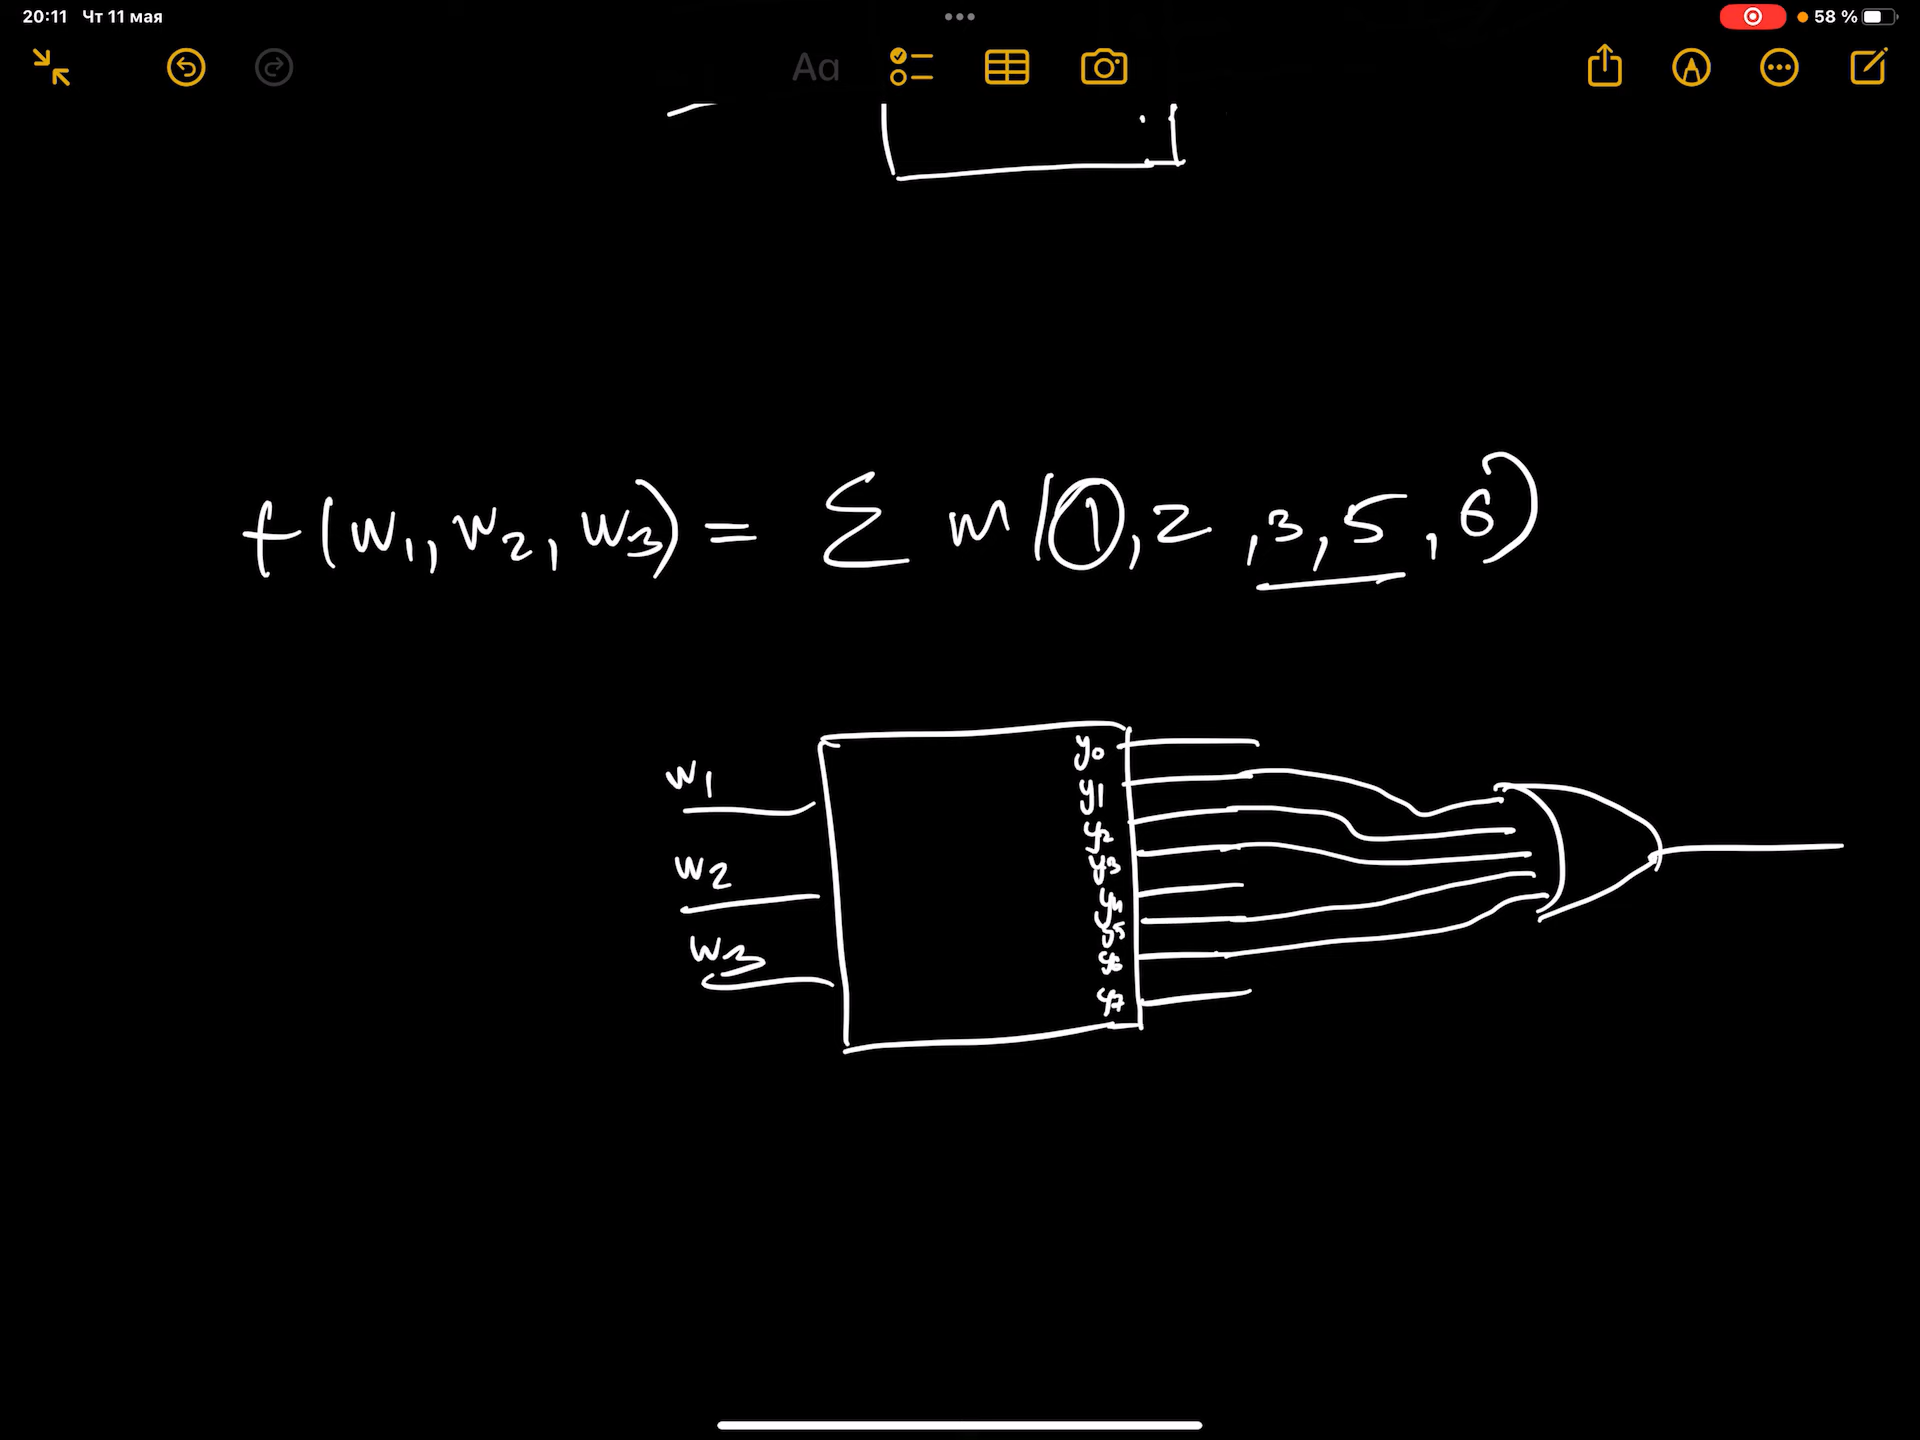 20:11 Чт 11 мая
58 %
Aa
f(w₁, w₂, w₃) = Σ m(1, 2, 3, 5, 6)
w₁
w₂
w₃
y₀
y₁
y₂
y₃
y₄
y₅
y₆
y₇